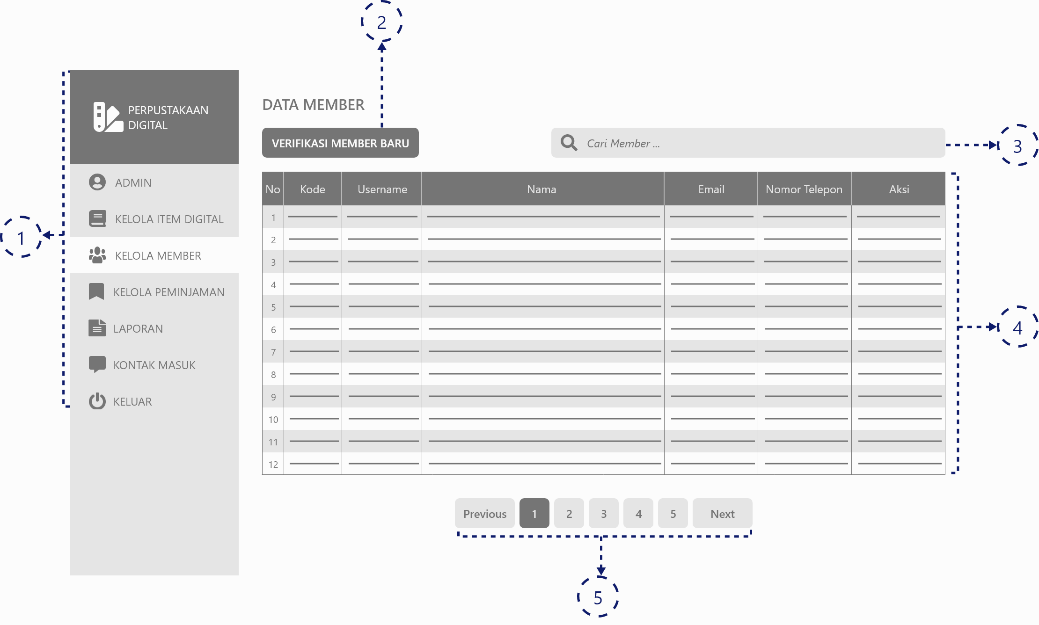 2
PERPUSTAKAAN
DIGITAL
DATA MEMBER
VERIFIKASI MEMBER BARU
Cari Member ...
3
ADMIN
KELOLA ITEM DIGITAL
KELOLA MEMBER
KELOLA PEMINJAMAN
LAPORAN
KONTAK MASUK
KELUAR
1
No Kode Username Nama Email Nomor Telepon Aksi
1
2
3
4
5
6
7
8
9
10
11
12
4
Previous 1 2 3 4 5 Next
5